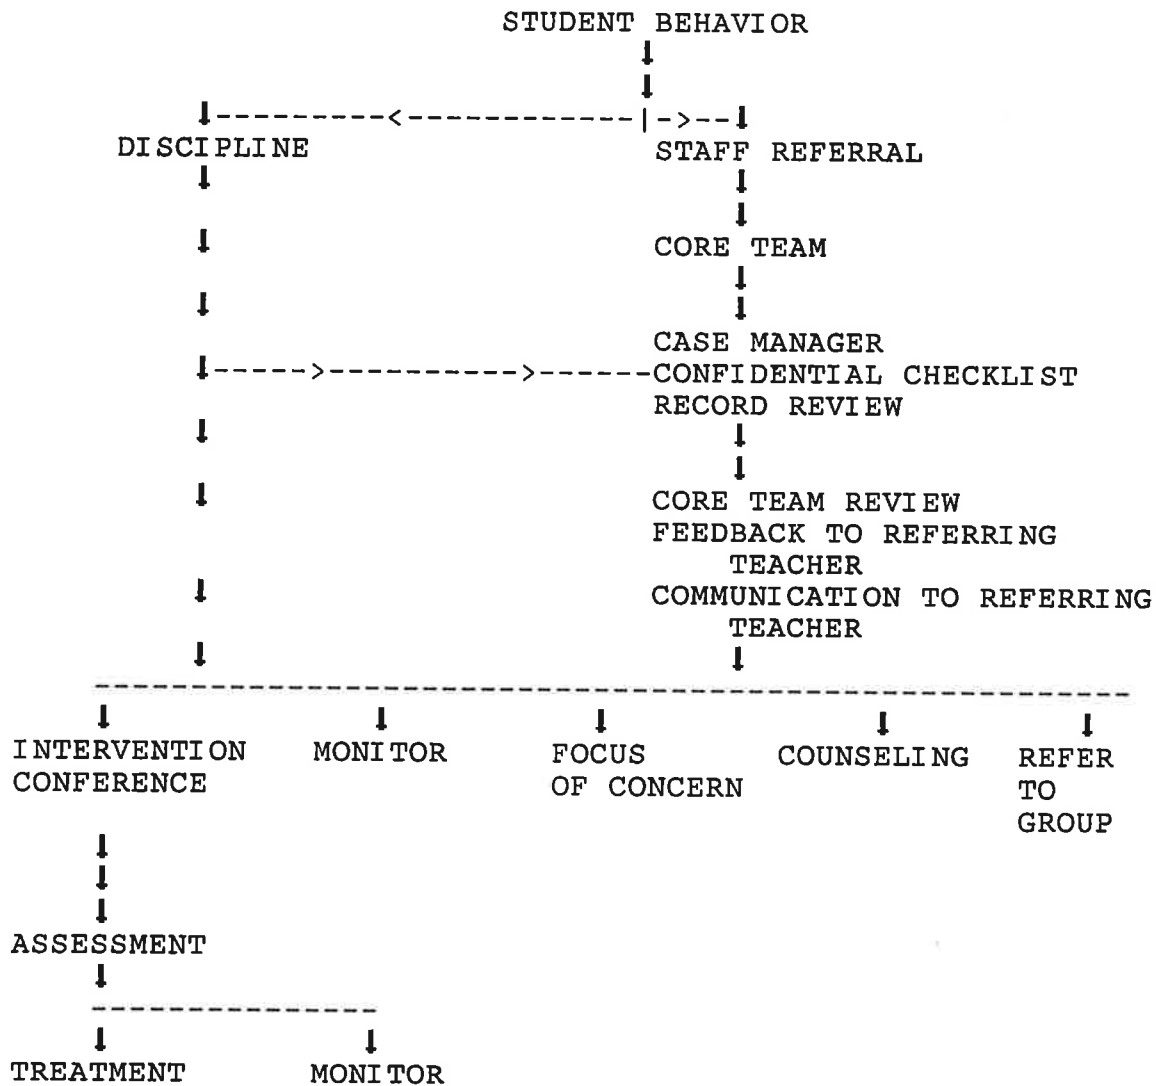 STUDENT BEHAVIOR
DISCIPLINE
STAFF REFERRAL
CORE TEAM
CASE MANAGER
CONFIDENTIAL CHECKLIST
RECORD REVIEW
CORE TEAM REVIEW
FEEDBACK TO REFERRING
TEACHER
COMMUNICATION TO REFERRING
TEACHER
INTERVENTION
CONFERENCE
MONITOR
FOCUS
OF CONCERN
COUNSELING
REFER
TO
GROUP
ASSESSMENT
TREATMENT
MONITOR